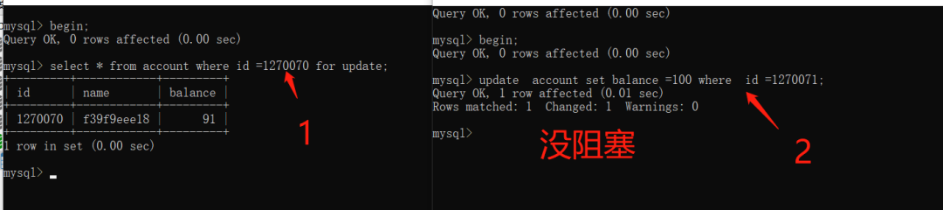 mysql> begin;
Query OK, 0 rows affected (0.00 sec)
mysql> select * from account where id =1270070 for update;
| id | name | balance |
| 1270070 | f39f9eee18 | 91 |
1 row in set (0.00 sec)
mysql>
1
Query OK, 0 rows affected (0.00 sec)
mysql> begin;
Query OK, 0 rows affected (0.00 sec)
mysql> update account set balance =100 where id =1270071;
Query OK, 1 row affected (0.01 sec)
Rows matched: 1 Changed: 1 Warnings: 0
mysql>
没阻塞
2